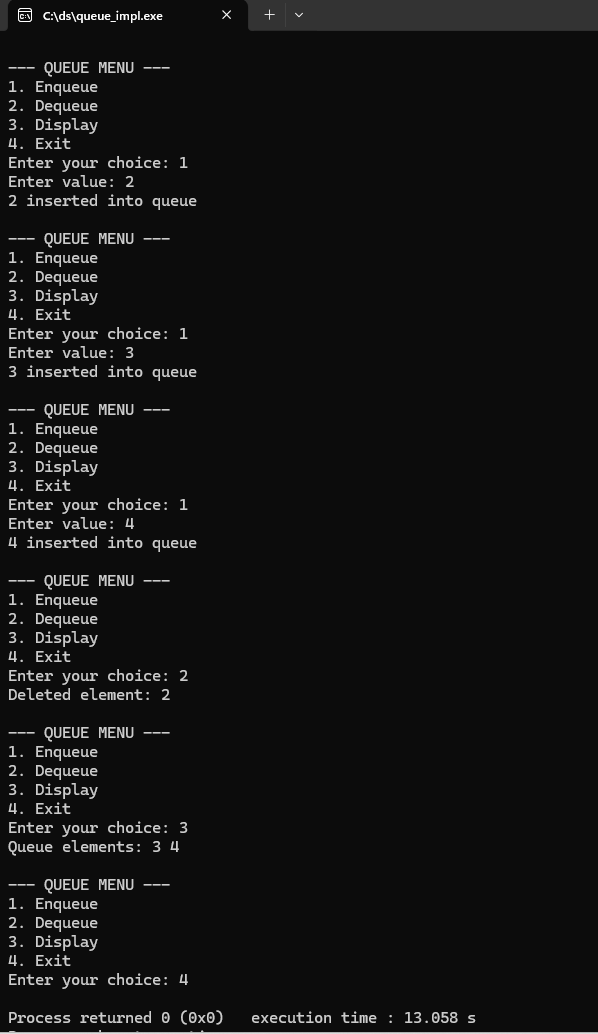 C:\ds\queue_impl.exe
--- QUEUE MENU ---
1. Enqueue
2. Dequeue
3. Display
4. Exit
Enter your choice: 1
Enter value: 2
2 inserted into queue
--- QUEUE MENU ---
1. Enqueue
2. Dequeue
3. Display
4. Exit
Enter your choice: 1
Enter value: 3
3 inserted into queue
--- QUEUE MENU ---
1. Enqueue
2. Dequeue
3. Display
4. Exit
Enter your choice: 1
Enter value: 4
4 inserted into queue
--- QUEUE MENU ---
1. Enqueue
2. Dequeue
3. Display
4. Exit
Enter your choice: 2
Deleted element: 2
--- QUEUE MENU ---
1. Enqueue
2. Dequeue
3. Display
4. Exit
Enter your choice: 3
Queue elements: 3 4
--- QUEUE MENU ---
1. Enqueue
2. Dequeue
3. Display
4. Exit
Enter your choice: 4
Process returned 0 (0x0)   execution time : 13.058 s